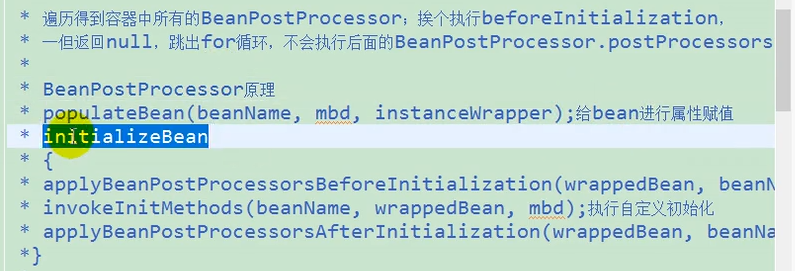 * 遍历得到容器中所有的BeanPostProcessor；挨个执行beforeInitialization，
* 一但返回null，跳出for循环，不会执行后面的BeanPostProcessor.postProcessors
*
* BeanPostProcessor原理
* populateBean(beanName, mbd, instanceWrapper);给bean进行属性赋值
* initializeBean
* {
* applyBeanPostProcessorsBeforeInitialization(wrappedBean, beanN
* invokeInitMethods(beanName, wrappedBean, mbd);执行自定义初始化
* applyBeanPostProcessorsAfterInitialization(wrappedBean, beanNa
*}